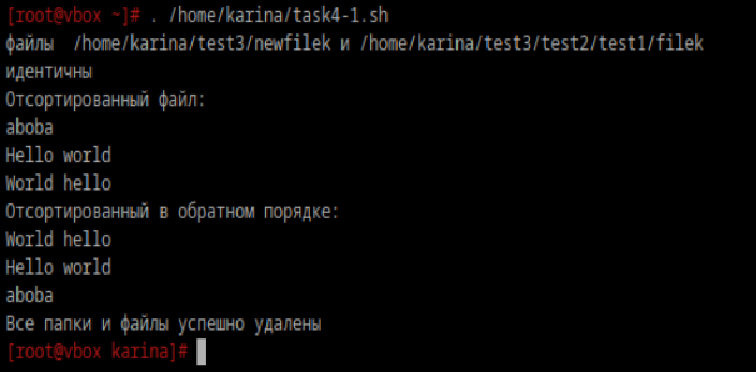 [root@vbox ~]# . /home/karina/task4-1.sh
файлы  /home/karina/test3/newfilek и /home/karina/test3/test2/test1/filek
идентичны
Отсортированный файл:
aboba
Hello world
World hello
Отсортированный в обратном порядке:
World hello
Hello world
aboba
Все папки и файлы успешно удалены
[root@vbox karina]#